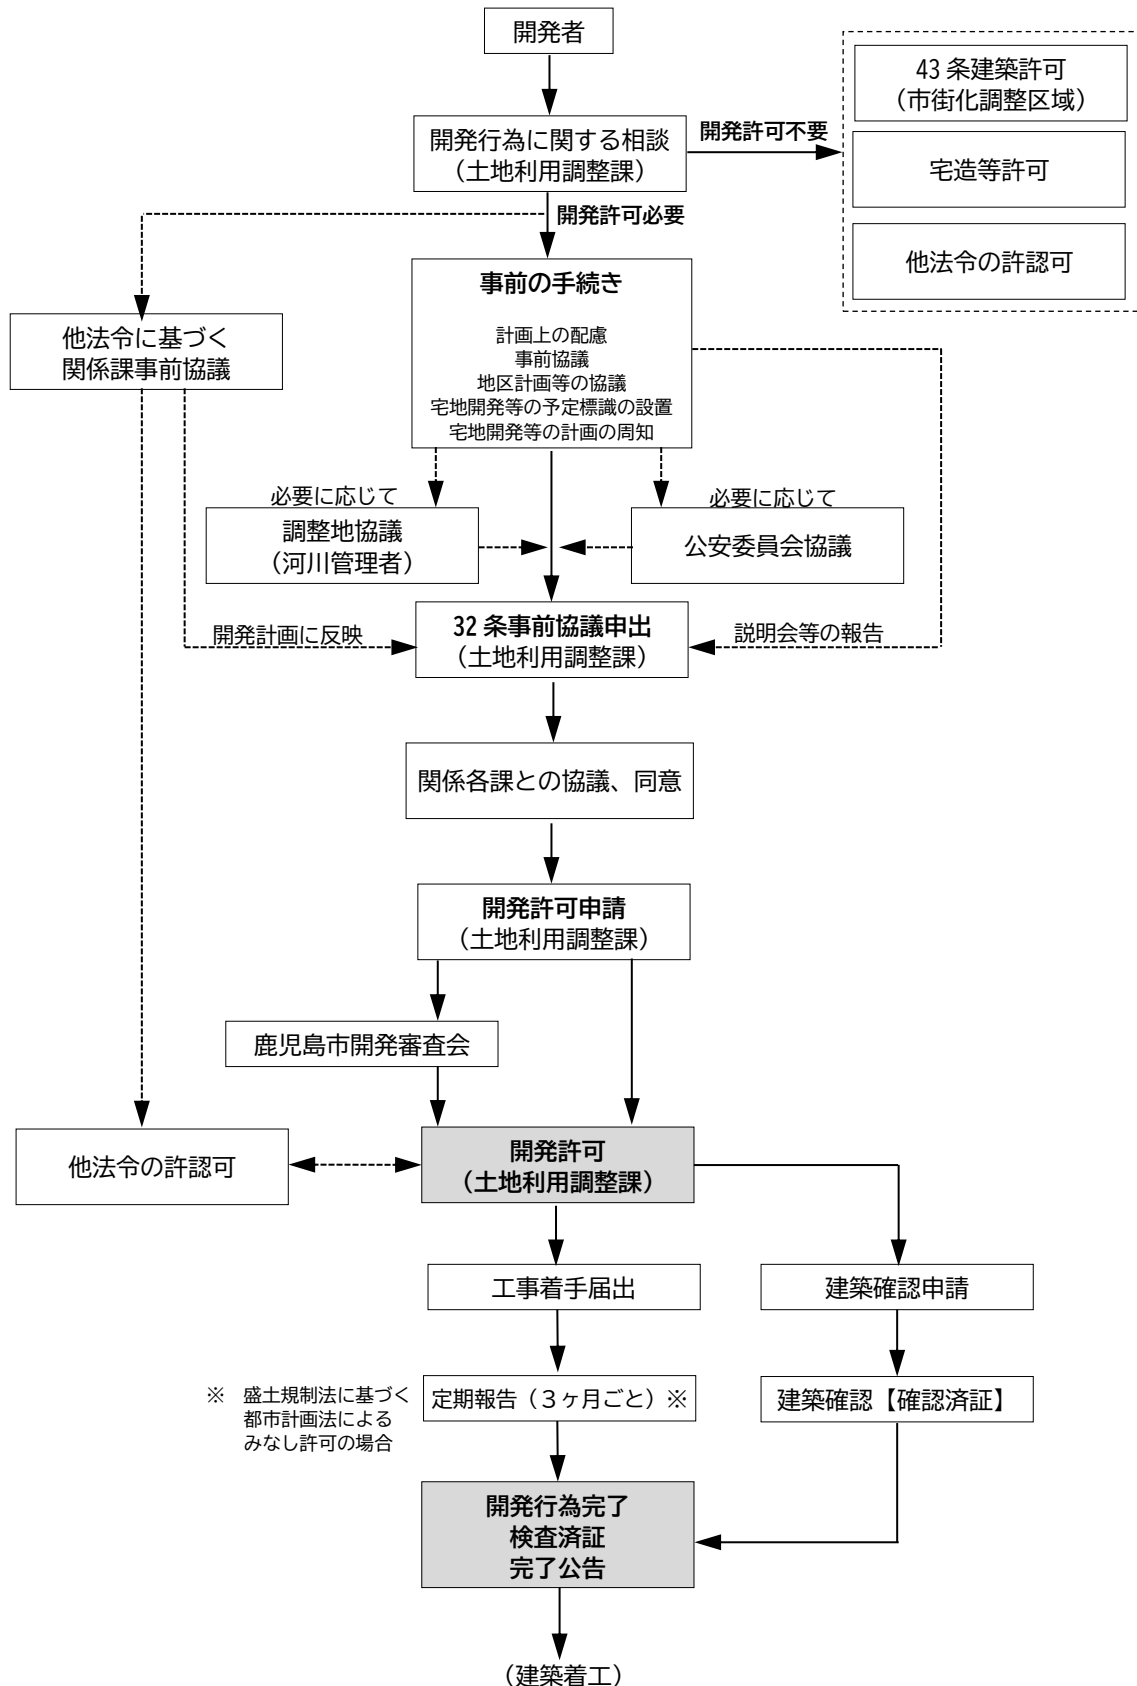 開発者
開発行為に関する相談
（土地利用調整課）
開発許可不要
43 条建築許可
（市街化調整区域）
宅造等許可
他法令の許認可
開発許可必要
事前の手続き
計画上の配慮
事前協議
地区計画等の協議
宅地開発等の予定標識の設置
宅地開発等の計画の周知
他法令に基づく
関係課事前協議
必要に応じて
調整地協議
（河川管理者）
必要に応じて
公安委員会協議
開発計画に反映
32 条事前協議申出
（土地利用調整課）
説明会等の報告
関係各課との協議、同意
開発許可申請
（土地利用調整課）
鹿児島市開発審査会
他法令の許認可
開発許可
（土地利用調整課）
工事着手届出
建築確認申請
※　盛土規制法に基づく
都市計画法による
みなし許可の場合
定期報告（３ヶ月ごと）※
建築確認【確認済証】
開発行為完了
検査済証
完了公告
（建築着工）